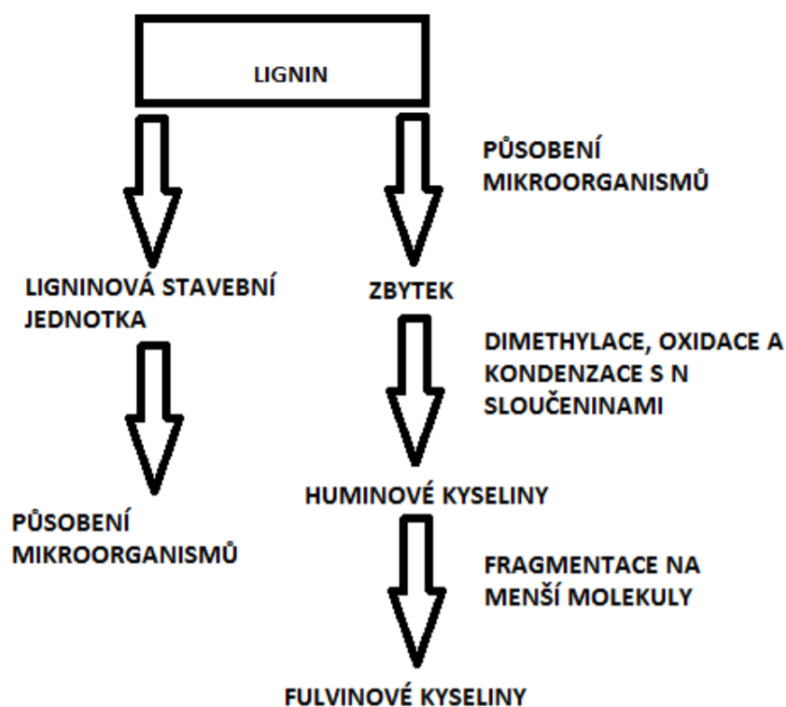 LIGNIN
PŮSOBENÍ
MIKROORGANISMŮ
LIGNINOVÁ STAVEBNÍ
JEDNOTKA
ZBYTEK
DIMETHYLACE, OXIDACE A
KONDENZACE S N
SLOUČENINAMI
HUMINOVÉ KYSELINY
PŮSOBENÍ
MIKROORGANISMŮ
FRAGMENTACE NA
MENŠÍ MOLEKULY
FULVINOVÉ KYSELINY